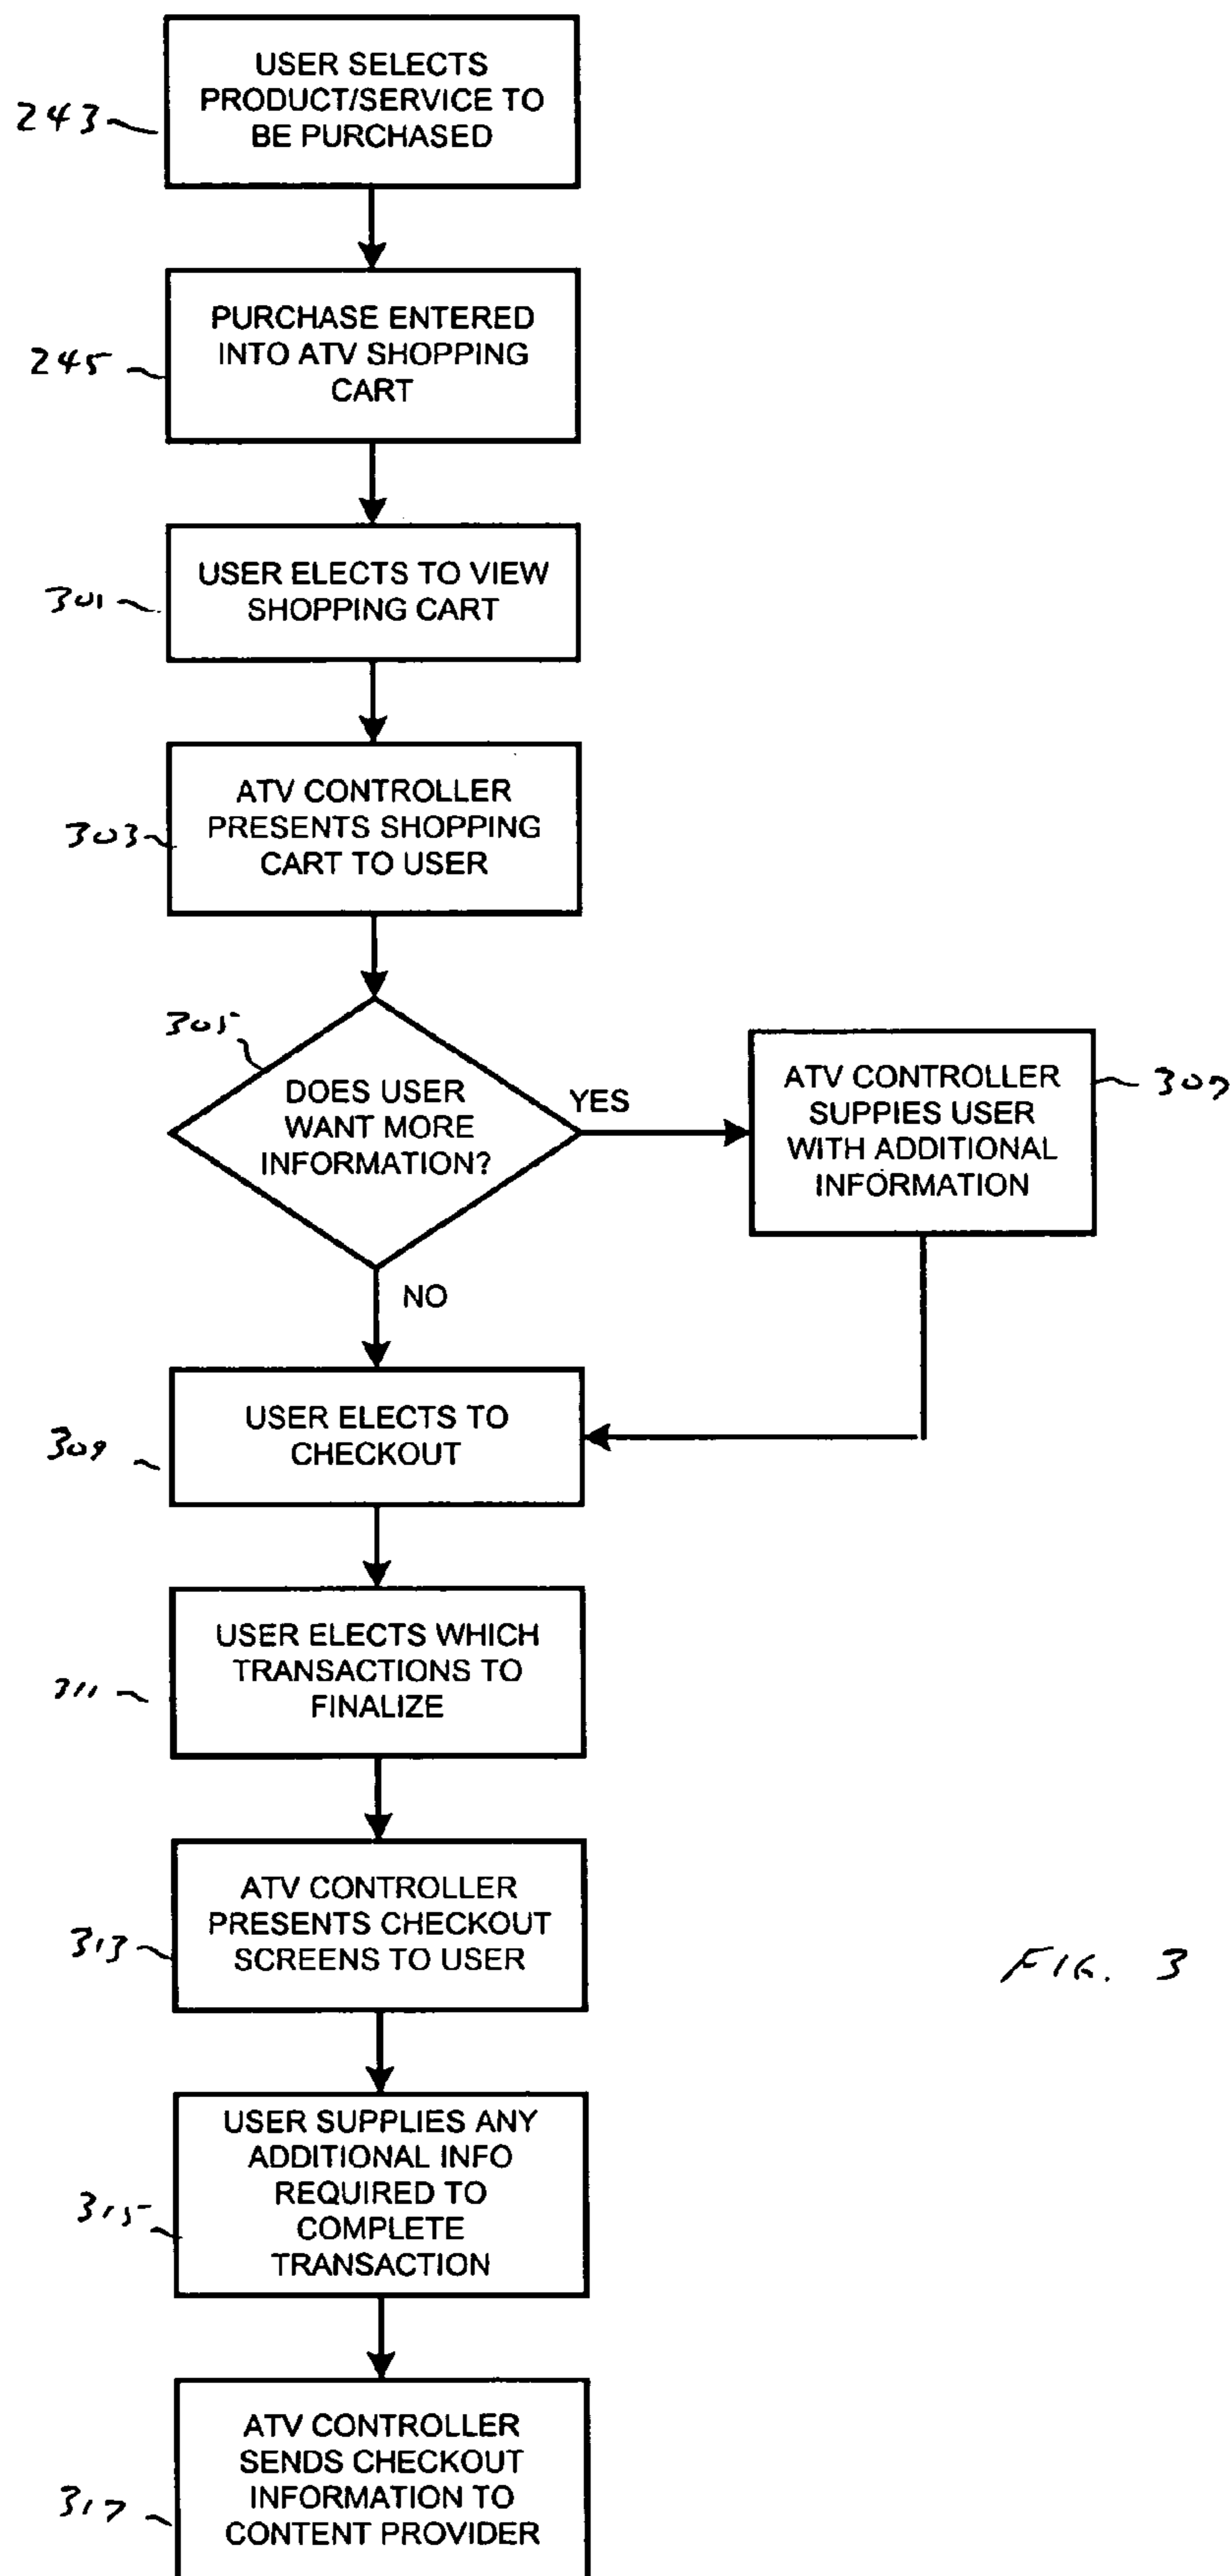 243
USER SELECTS
PRODUCT/SERVICE TO
BE PURCHASED
245
PURCHASE ENTERED
INTO ATV SHOPPING
CART
301
USER ELECTS TO VIEW
SHOPPING CART
303
ATV CONTROLLER
PRESENTS SHOPPING
CART TO USER
305
DOES USER
WANT MORE
INFORMATION?
YES
NO
ATV CONTROLLER
SUPPIES USER
WITH ADDITIONAL
INFORMATION
307
309
USER ELECTS TO
CHECKOUT
311
USER ELECTS WHICH
TRANSACTIONS TO
FINALIZE
313
ATV CONTROLLER
PRESENTS CHECKOUT
SCREENS TO USER
FIG. 3
315
USER SUPPLIES ANY
ADDITIONAL INFO
REQUIRED TO
COMPLETE
TRANSACTION
317
ATV CONTROLLER
SENDS CHECKOUT
INFORMATION TO
CONTENT PROVIDER